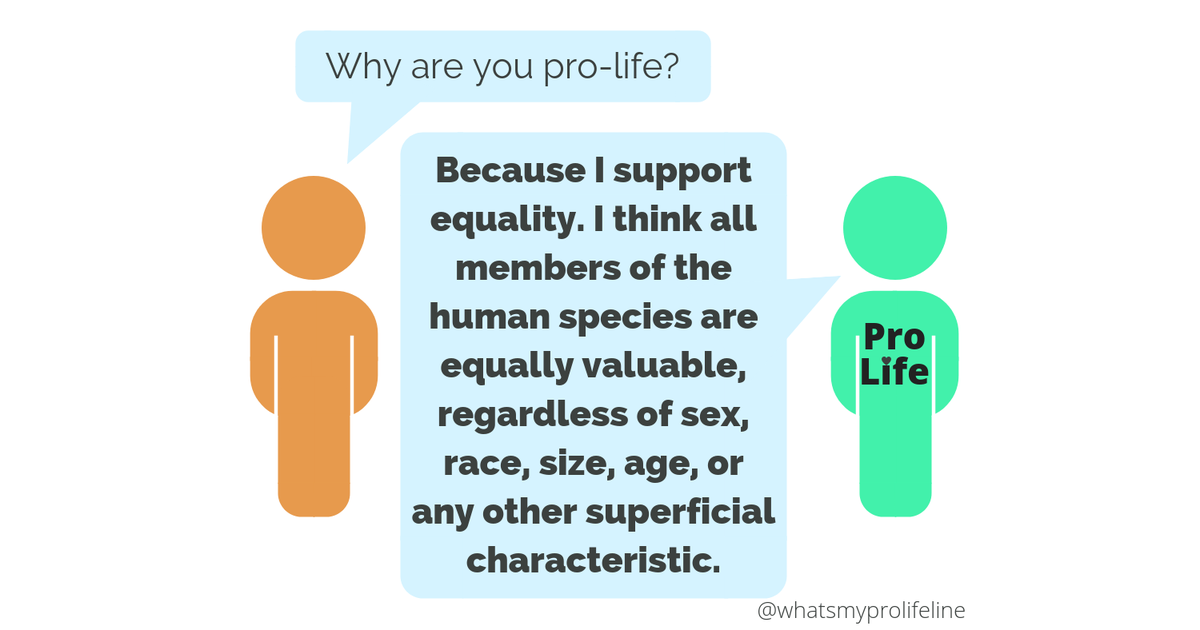 Why are you pro-life?
Because I support
equality. I think all
members of the
human species are
equally valuable,
regardless of sex,
race, size, age, or
any other superficial
characteristic.
Pro
Life
@whatsmyprolifeline